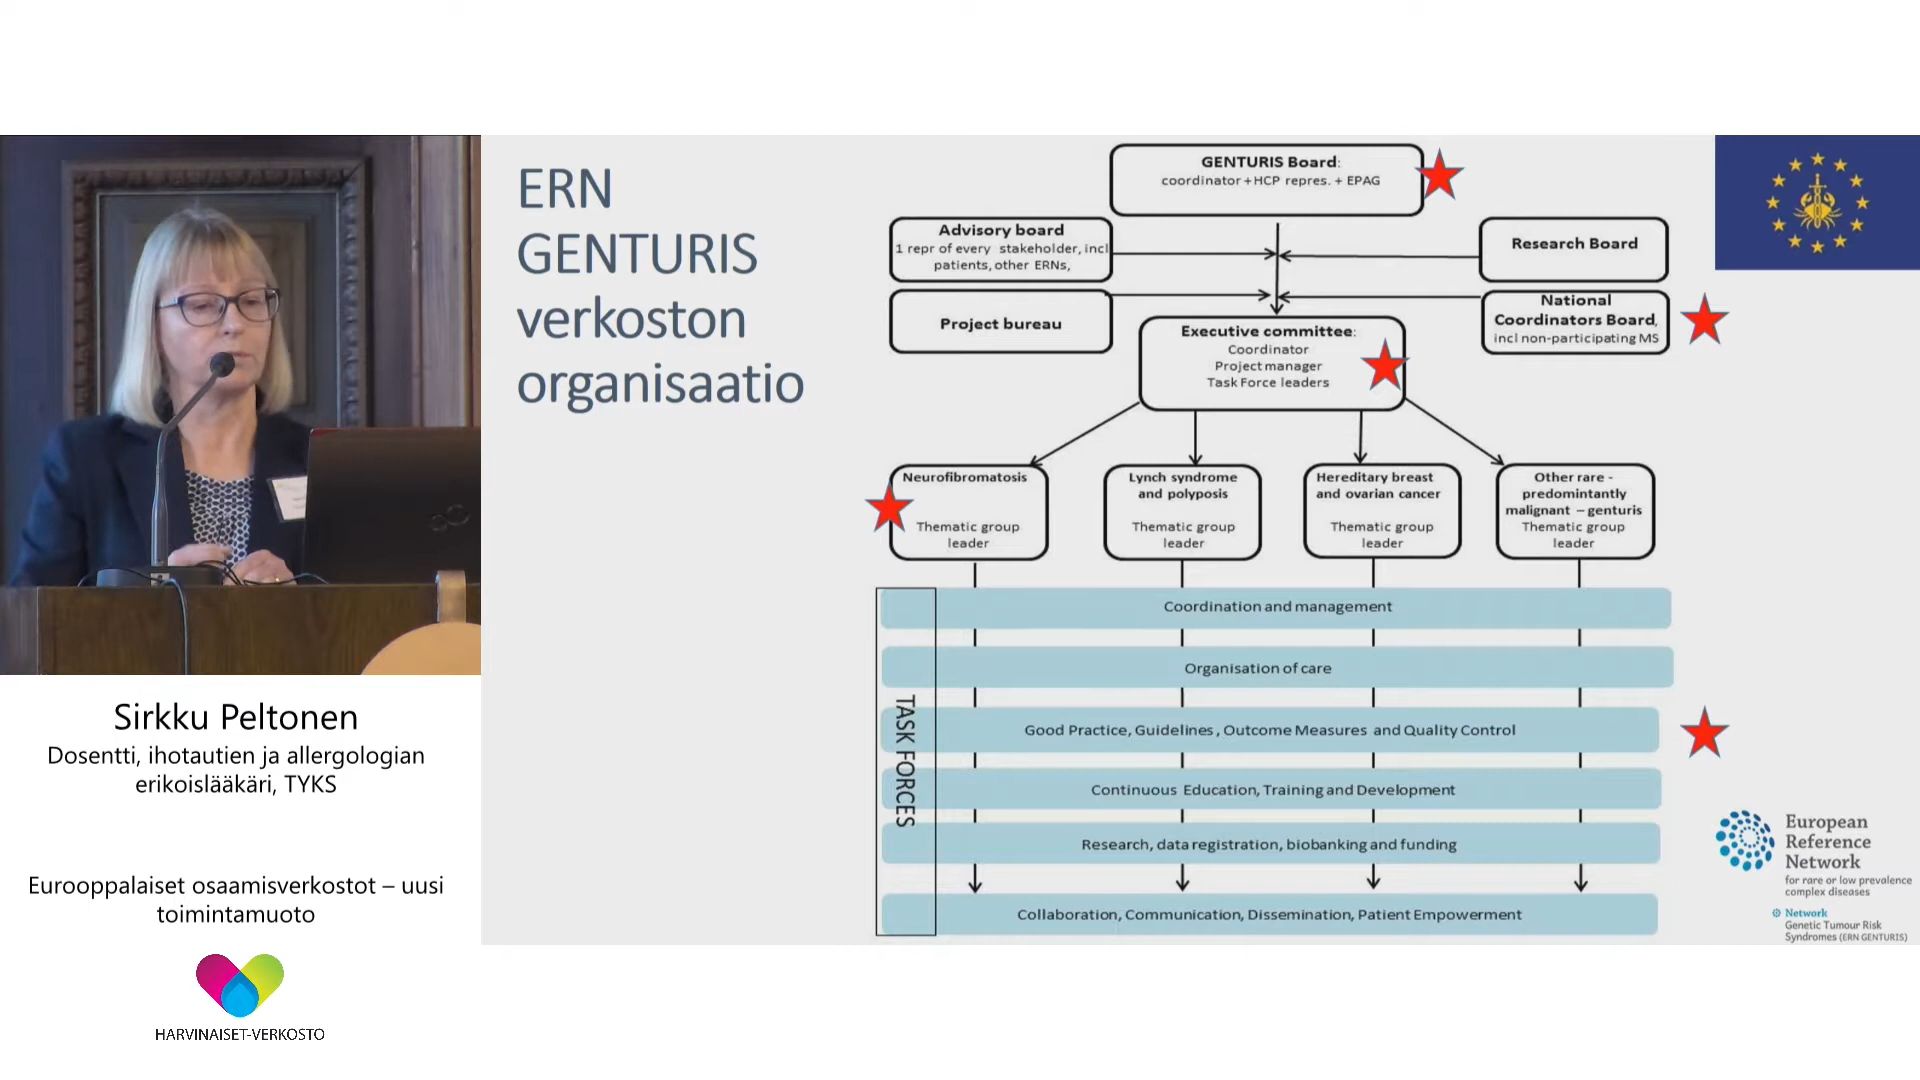 ERN
GENTURIS
verkoston
organisaatio
GENTURIS Board:
coordinator+HCP repres. + EPAG
Advisory board
1 repr of every stakeholder, incl
patients, other ERNs,
Research Board
Project bureau
National
Coordinators Board,
incl non-participating MS
Executive committee:
Coordinator
Project manager
Task Force leaders
Neurofibromatosis
Thematic group
leader
Lynch syndrome
and polyposis
Thematic group
leader
Hereditary breast
and ovarian cancer
Thematic group
leader
Other rare -
predomintantly
malignant – genturis
Thematic group
leader
TASK FORCES
Coordination and management
Organisation of care
Good Practice, Guidelines, Outcome Measures and Quality Control
Continuous Education, Training and Development
Research, data registration, biobanking and funding
Collaboration, Communication, Dissemination, Patient Empowerment
European
Reference
Network
for rare or low prevalence
complex diseases
Network
Genetic Tumour Risk
Syndromes (ERN GENTURIS)
Sirkku Peltonen
Dosentti, ihotautien ja allergologian
erikoislääkäri, TYKS
Eurooppalaiset osaamisverkostot – uusi
toimintamuoto
HARVINAISET-VERKOSTO